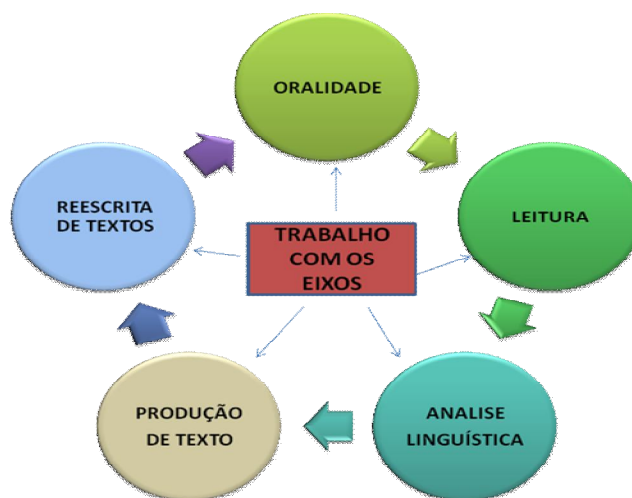 ORALIDADE
LEITURA
ANALISE
LINGUÍSTICA
PRODUÇÃO
DE TEXTO
REESCRITA
DE TEXTOS
TRABALHO
COM OS
EIXOS